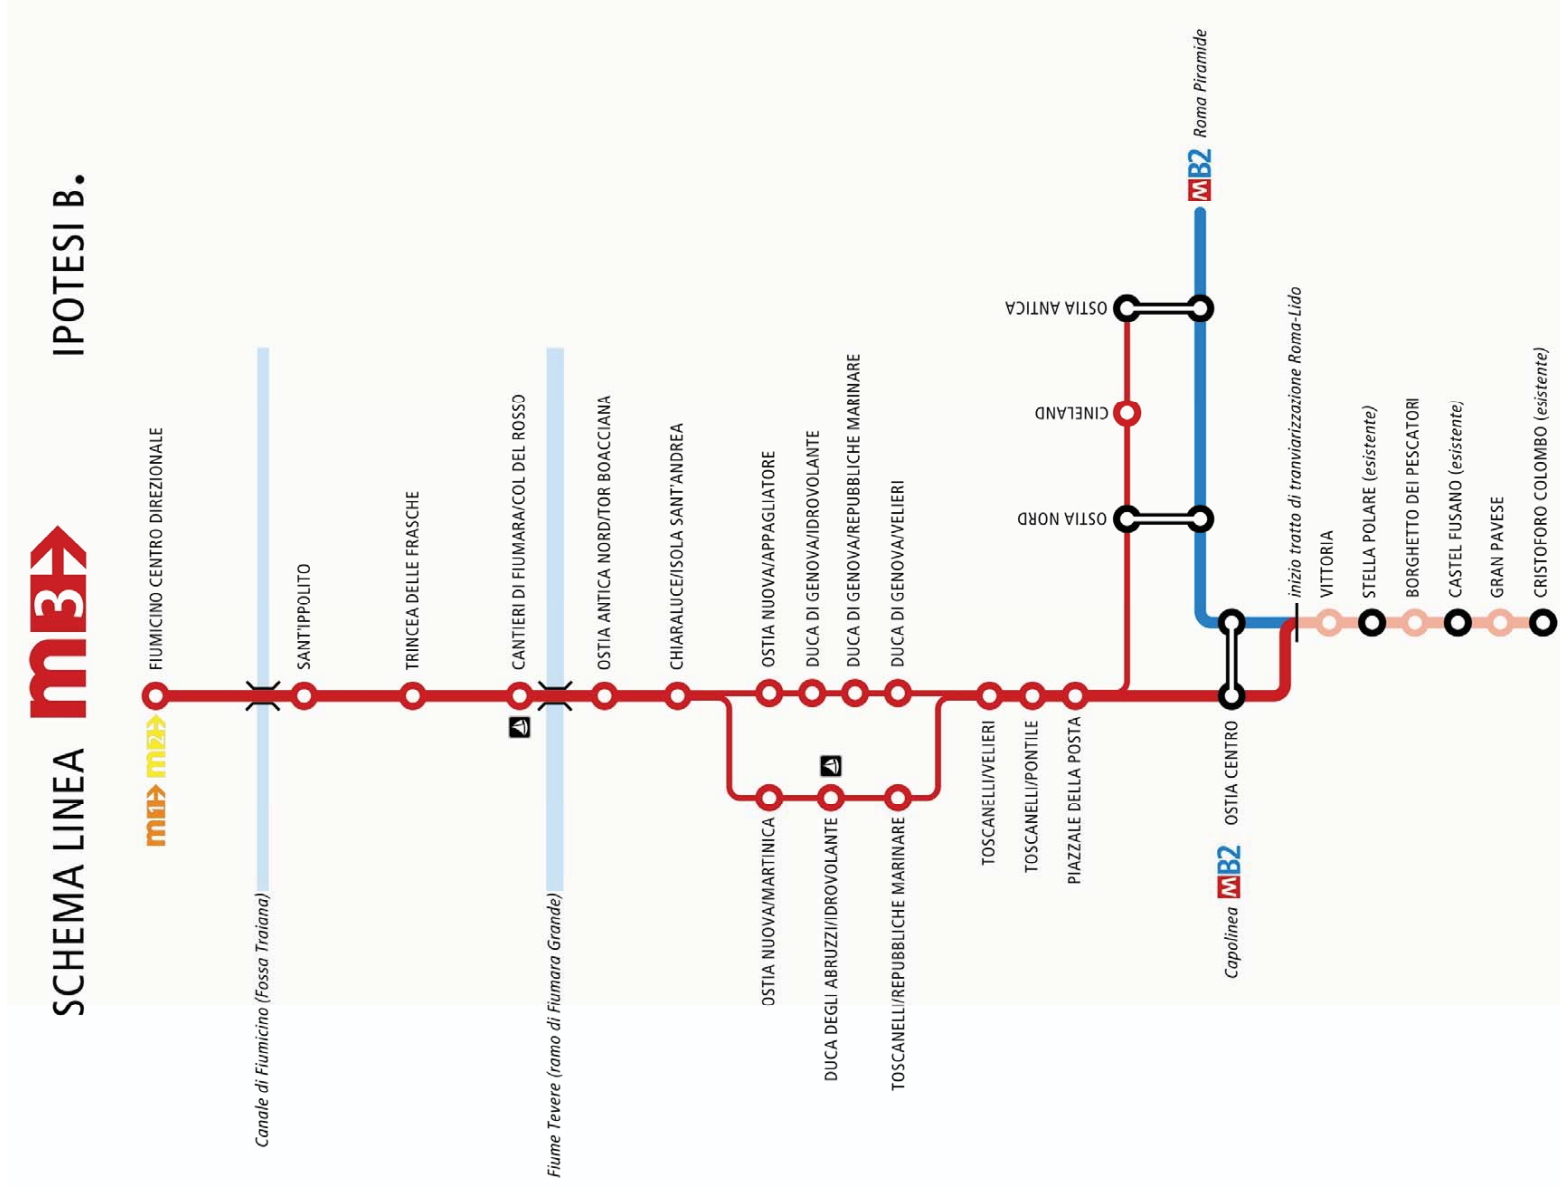 SCHEMA LINEA m3
IPOTESI B.
FIUMICINO CENTRO DIREZIONALE
m1 m2
Canale di Fiumicino (Fossa Traiana)
SANT'IPPOLITO
TRINCEA DELLE FRASCHE
CANTIERI DI FIUMARA/COL DEL ROSSO
Fiume Tevere (ramo di Fiumara Grande)
OSTIA ANTICA NORD/TOR BOACCIANA
CHIARALUCE/ISOLA SANT'ANDREA
OSTIA NUOVA/APPAGLIATORE
DUCA DI GENOVA/IDROVOLANTE
DUCA DI GENOVA/REPUBBLICHE MARINARE
DUCA DI GENOVA/VELIERI
OSTIA NUOVA/MARTINICA
DUCA DEGLI ABRUZZI/IDROVOLANTE
TOSCANELLI/REPUBBLICHE MARINARE
TOSCANELLI/VELIERI
TOSCANELLI/PONTILE
PIAZZALE DELLA POSTA
OSTIA NORD
CINELAND
OSTIA ANTICA
MB2 Roma Piramide
Capolinea MB2 OSTIA CENTRO
inizio tratto di tranviarizzazione Roma-Lido
VITTORIA
STELLA POLARE (esistente)
BORGHETTO DEI PESCATORI
CASTEL FUSANO (esistente)
GRAN PAVESE
CRISTOFORO COLOMBO (esistente)